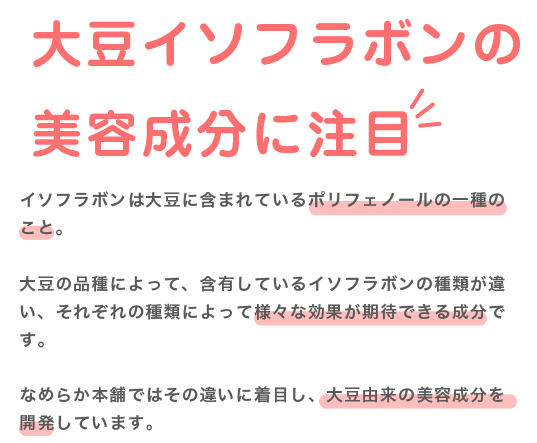 大豆イソフラボンの
美容成分に注目
イソフラボンは大豆に含まれているポリフェノールの一種の
こと。
大豆の品種によって、含有しているイソフラボンの種類が違
い、それぞれの種類によって様々な効果が期待できる成分で
す。
なめらか本舗ではその違いに着目し、大豆由来の美容成分を
開発しています。